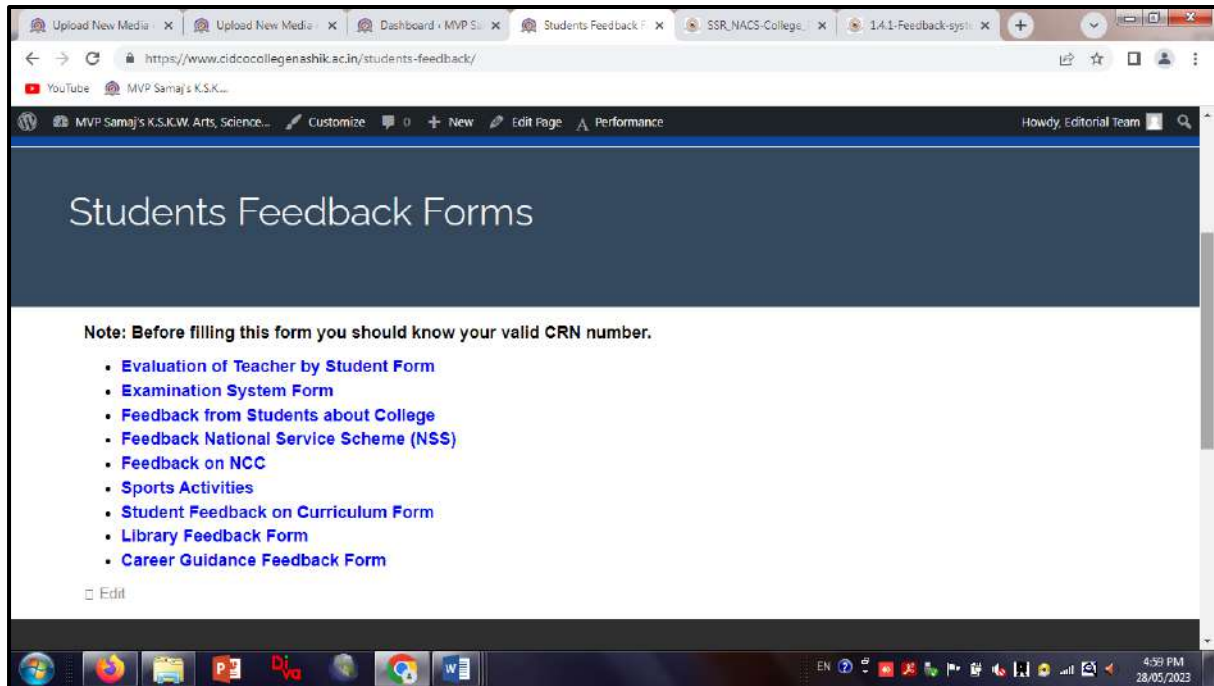 Upload New Media
Upload New Media
Dashboard ‹ MVP S
Students Feedback F
SSR_NACS-College_
1.4.1-Feedback-syst
https://www.cidcocollegenashik.ac.in/students-feedback/
YouTube
MVP Samaj's K.S.K....
MVP Samaj's K.S.K.W. Arts, Science...
Customize
0
New
Edit Page
Performance
Howdy, Editorial Team
Students Feedback Forms
Note: Before filling this form you should know your valid CRN number.
• Evaluation of Teacher by Student Form
• Examination System Form
• Feedback from Students about College
• Feedback National Service Scheme (NSS)
• Feedback on NCC
• Sports Activities
• Student Feedback on Curriculum Form
• Library Feedback Form
• Career Guidance Feedback Form
Edit
EN
4:59 PM
28/05/2023